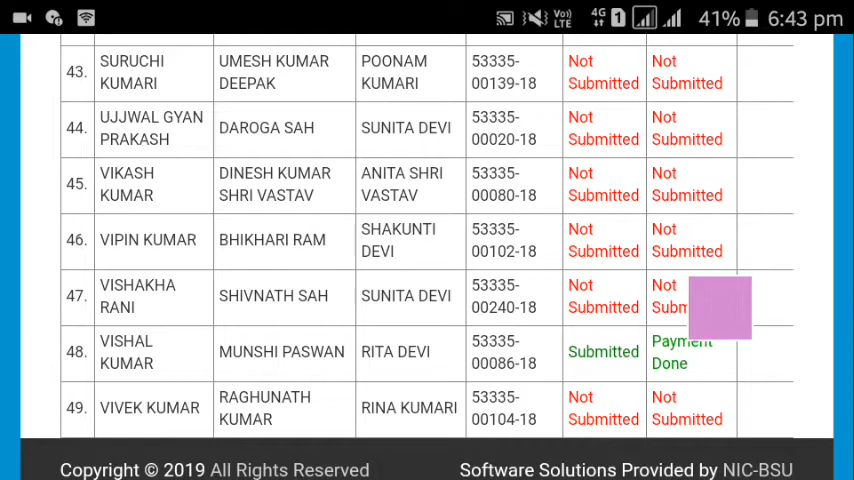 4G 1 41% 6:43 pm
Vo) LTE
43. SURUCHI KUMARI UMESH KUMAR DEEPAK POONAM KUMARI 53335-00139-18 Not Submitted Not Submitted
44. UJJWAL GYAN PRAKASH DAROGA SAH SUNITA DEVI 53335-00020-18 Not Submitted Not Submitted
45. VIKASH KUMAR DINESH KUMAR SHRI VASTAV ANITA SHRI VASTAV 53335-00080-18 Not Submitted Not Submitted
46. VIPIN KUMAR BHIKHARI RAM SHAKUNTI DEVI 53335-00102-18 Not Submitted Not Submitted
47. VISHAKHA RANI SHIVNATH SAH SUNITA DEVI 53335-00240-18 Not Submitted Not
48. VISHAL KUMAR MUNSHI PASWAN RITA DEVI 53335-00086-18 Submitted Payment Done
49. VIVEK KUMAR RAGHUNATH KUMAR RINA KUMARI 53335-00104-18 Not Submitted Not Submitted
Copyright © 2019 All Rights Reserved Software Solutions Provided by NIC-BSU